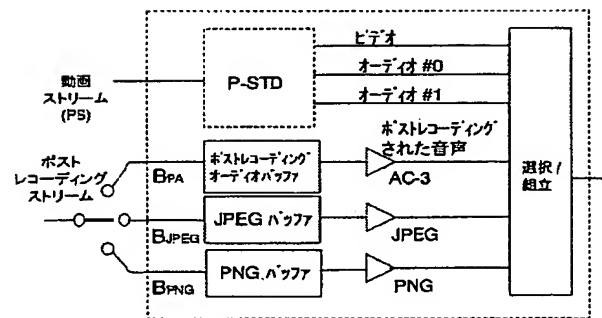 動画
ストリーム
(PS)
P-STD
ビデオ
オーディオ #0
オーディオ #1
ポスト
レコーディング
ストリーム
BPA
ポストレコーディング
オーディオバッファ
ポストレコーディング
された音声
AC-3
BJPEG
JPEG バッファ
JPEG
BPNG
PNG バッファ
PNG
選択/
組立